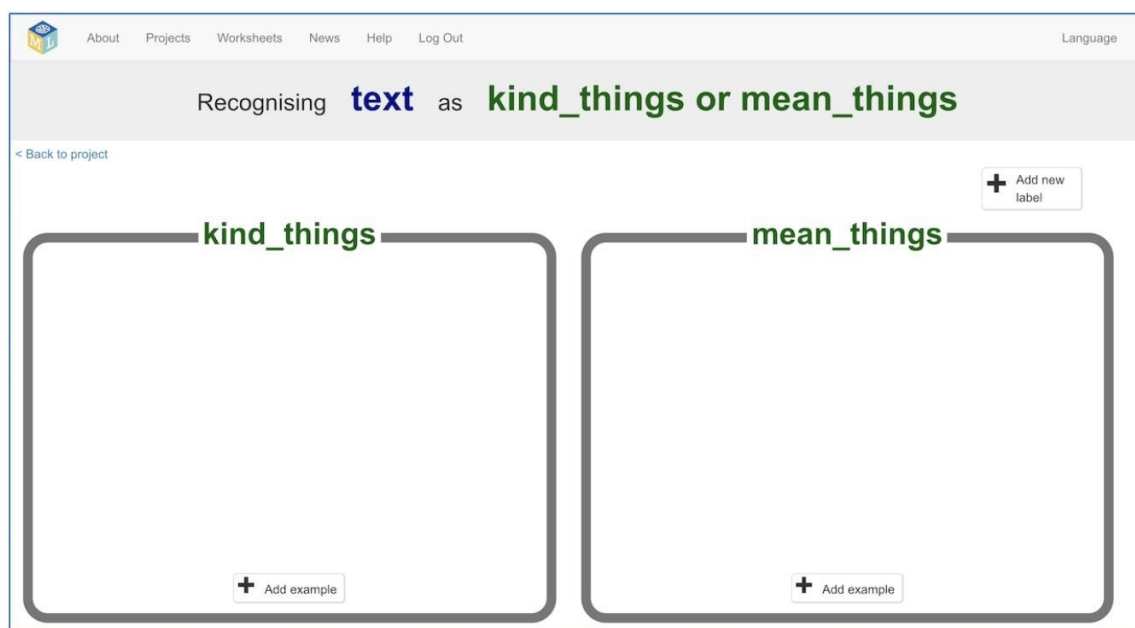 ML About Projects Worksheets News Help Log Out Language
Recognising text as kind_things or mean_things
< Back to project
Add new
label
kind_things mean_things
Add example Add example